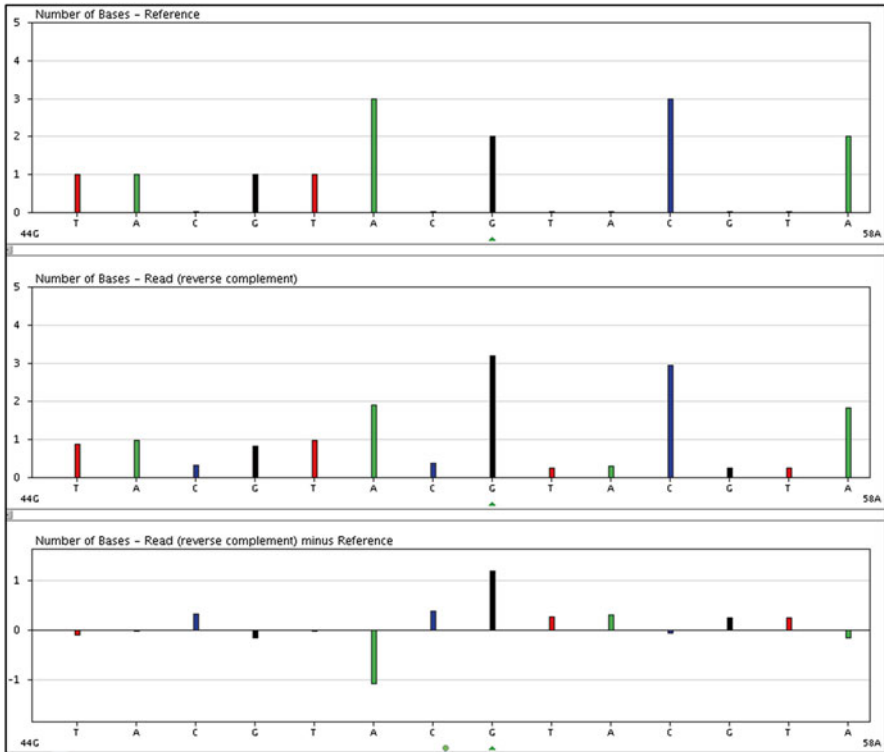 Number of Bases – Reference
5
4
3
2
1
0
T A C G T A C G T A C G T A
44G 58A
Number of Bases – Read (reverse complement)
5
4
3
2
1
0
T A C G T A C G T A C G T A
44G 58A
Number of Bases – Read (reverse complement) minus Reference
1
0
-1
T A C G T A C G T A C G T A
44G 58A